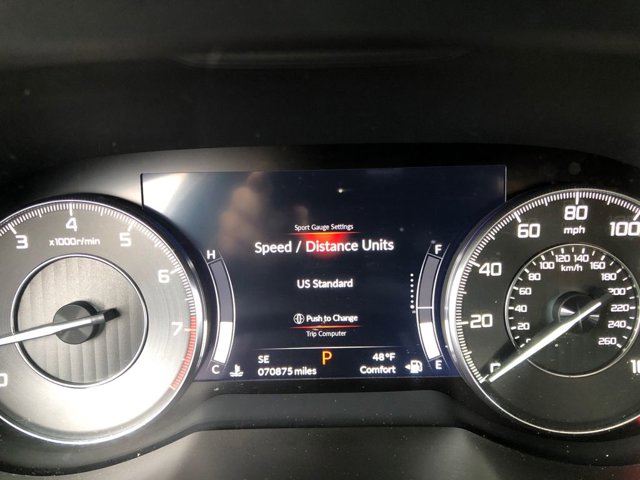 Sport Gauge Settings
Speed / Distance Units
US Standard
Push to Change
Trip Computer
SE P 48°F
070875 miles Comfort
H
C
F
E
3 4 5 6 7
x1000r/min
0
0 20 40 60 80 100
mph
km/h
20 40 60 80 100 120 140 160 180 200 220 240 260